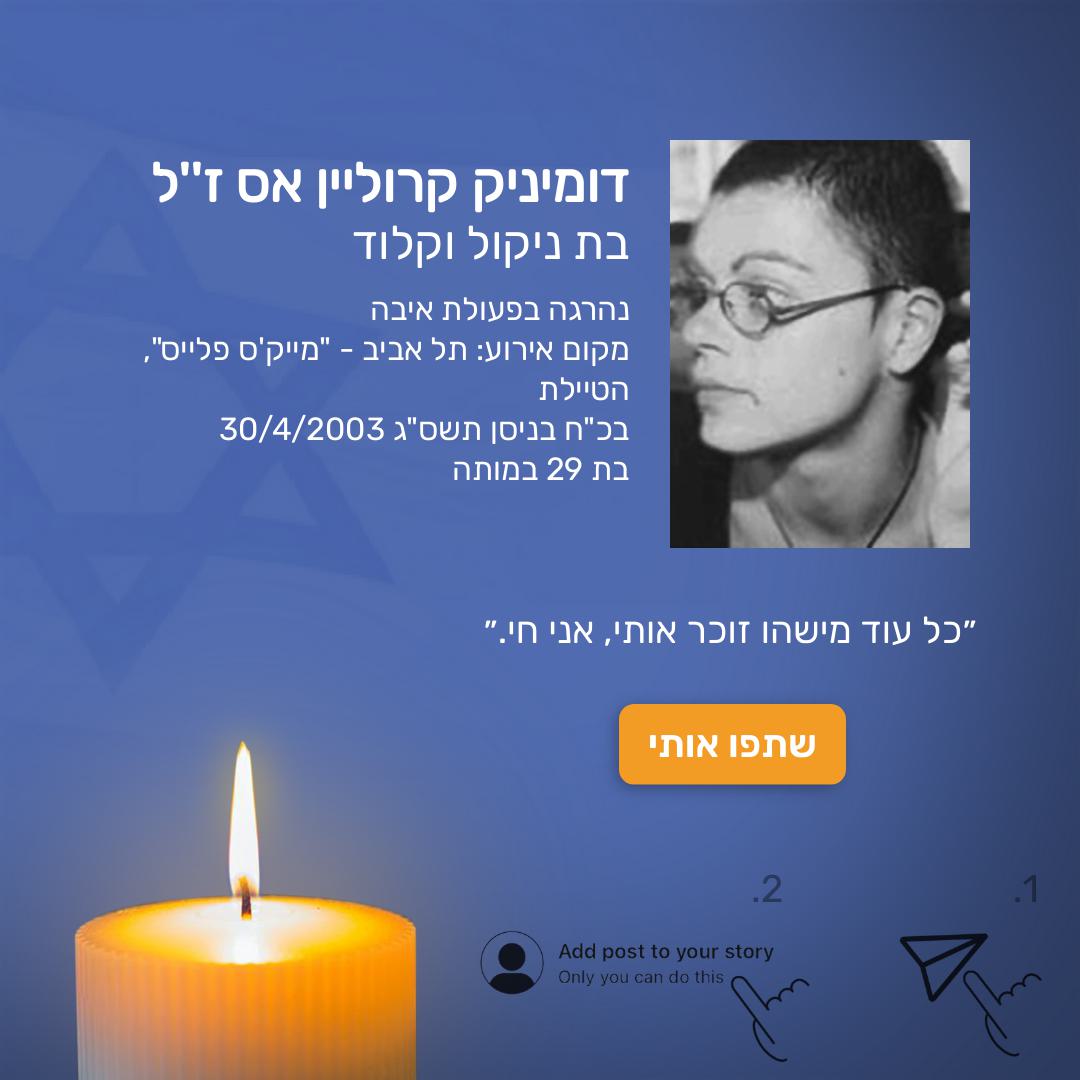 דומיניק קרוליין אס ז"ל
בת ניקול וקלוד
נהרגה בפעולת איבה
מקום אירוע: תל אביב - "מייק'ס פלייס",
הטיילת
בכ"ח בניסן תשס"ג 30/4/2003
בת 29 במותה
"כל עוד מישהו זוכר אותי, אני חי."
שתפו אותי
1.
2.
Add post to your story
Only you can do this